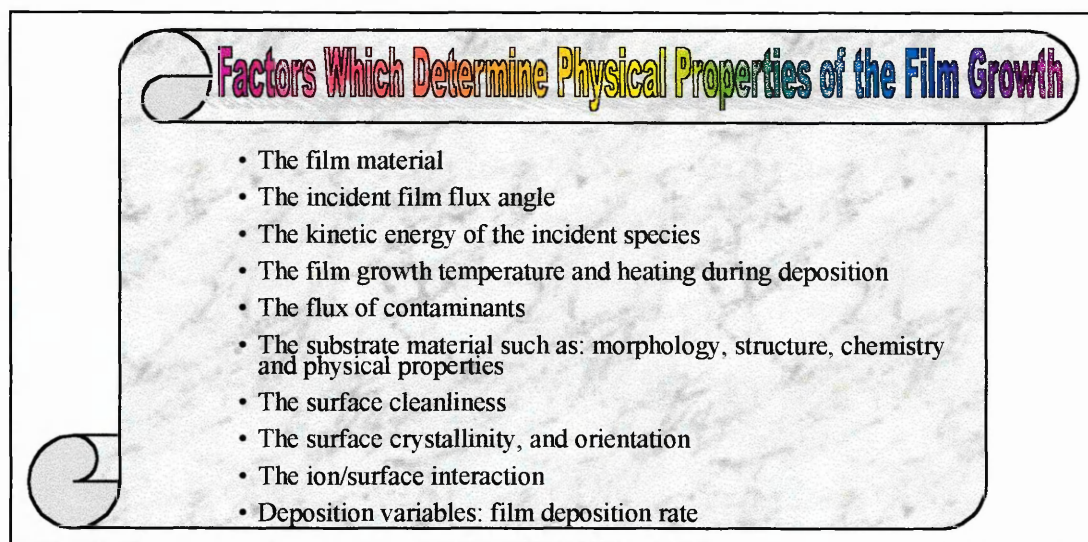 Factors Which Determine Physical Properties of the Film Growth
• The film material
• The incident film flux angle
• The kinetic energy of the incident species
• The film growth temperature and heating during deposition
• The flux of contaminants
• The substrate material such as: morphology, structure, chemistry
and physical properties
• The surface cleanliness
• The surface crystallinity, and orientation
• The ion/surface interaction
• Deposition variables: film deposition rate